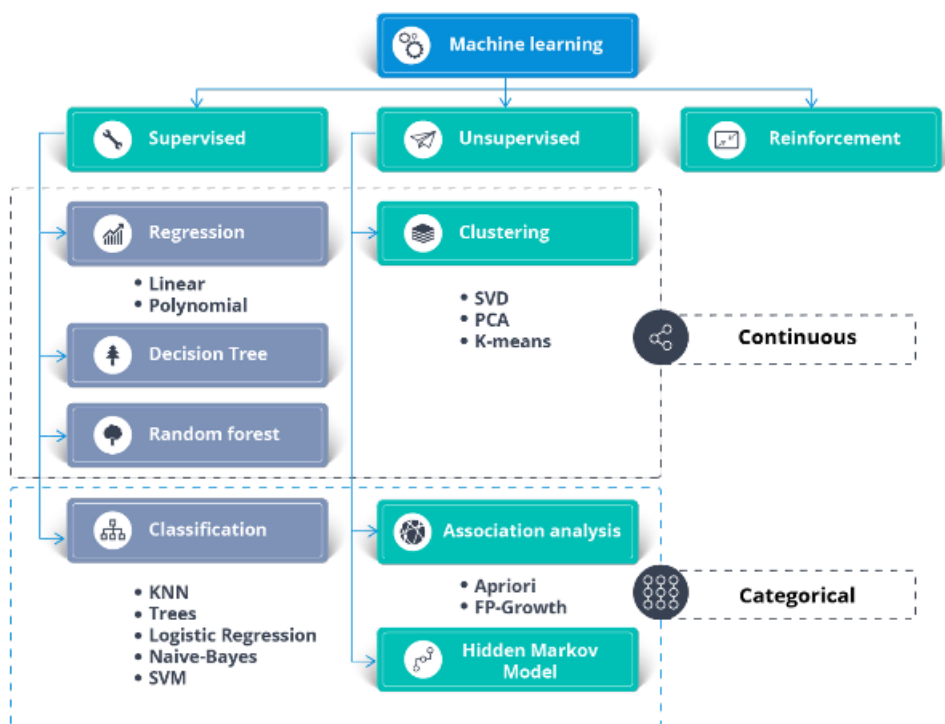 Machine learning
Supervised
Unsupervised
Reinforcement
Regression
• Linear
• Polynomial
Decision Tree
Random forest
Clustering
• SVD
• PCA
• K-means
Continuous
Classification
• KNN
• Trees
• Logistic Regression
• Naive-Bayes
• SVM
Association analysis
• Apriori
• FP-Growth
Hidden Markov
Model
Categorical